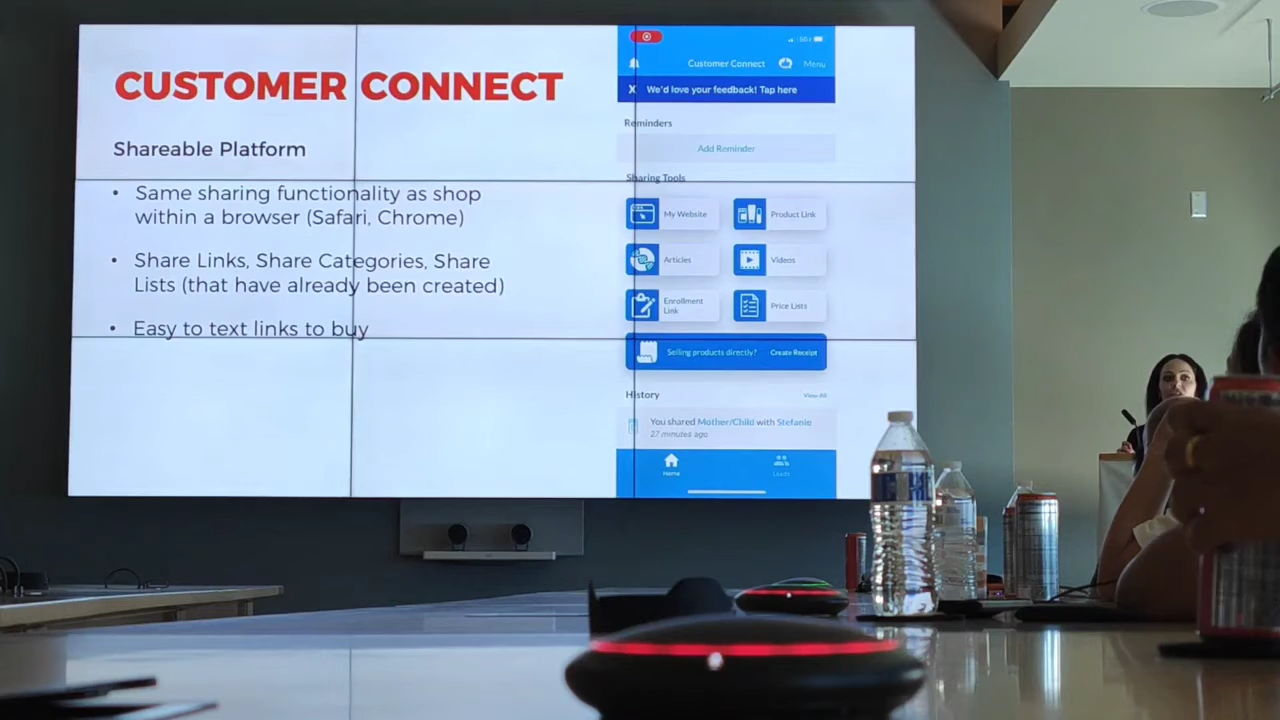 CUSTOMER CONNECT
Shareable Platform
• Same sharing functionality as shop
within a browser (Safari, Chrome)
• Share Links, Share Categories, Share
Lists (that have already been created)
• Easy to text links to buy
Customer Connect
Menu
X We'd love your feedback! Tap here
Reminders
Add Reminder
Sharing Tools
My Website
Product Link
Articles
Videos
Enrollment
Link
Price Lists
Selling products directly? Create Receipt
History
View All
You shared Mother/Child with Stefanie
27 minutes ago
Home
Leads